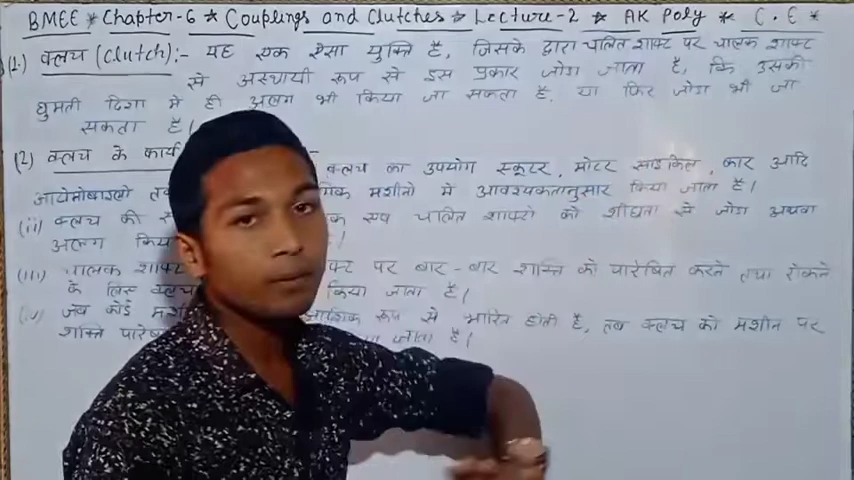 BMEE * Chapter-6 * Couplings and Clutches * Lecture-2 * AK Poly * C.E *
(1.) क्लच (Clutch):- यह एक ऐसा युक्ति है, जिसके द्वारा चलित शाफ्ट पर चालक शाफ्ट
से अस्थायी रूप से इस प्रकार जोडा जाता है, कि उसकी
घुमती दिशा मे ही अलग भी किया जा सकता है. या फिर जोडा भी जा
सकता है।
(2) क्लच के कार्य :-
क्लच का उपयोग स्कूटर, मोटर साइकिल, कार आदि
मशीनो मे आवश्यकतानुसार किया जाता है।
(ii) क्लच की एवं चालित शाफ्टो को शीघ्रता से जोडा अथवा
अलग किया है।
(iii) चालक शाफ्ट पर बार-बार शक्ति को पारेषित करने तथा रोकने
के लिए क्लच किया जाता है।
(iv) जब कोई मशीन आंशिक रूप से भारित होती है, तब क्लच को मशीन पर
शक्ति जाता है।